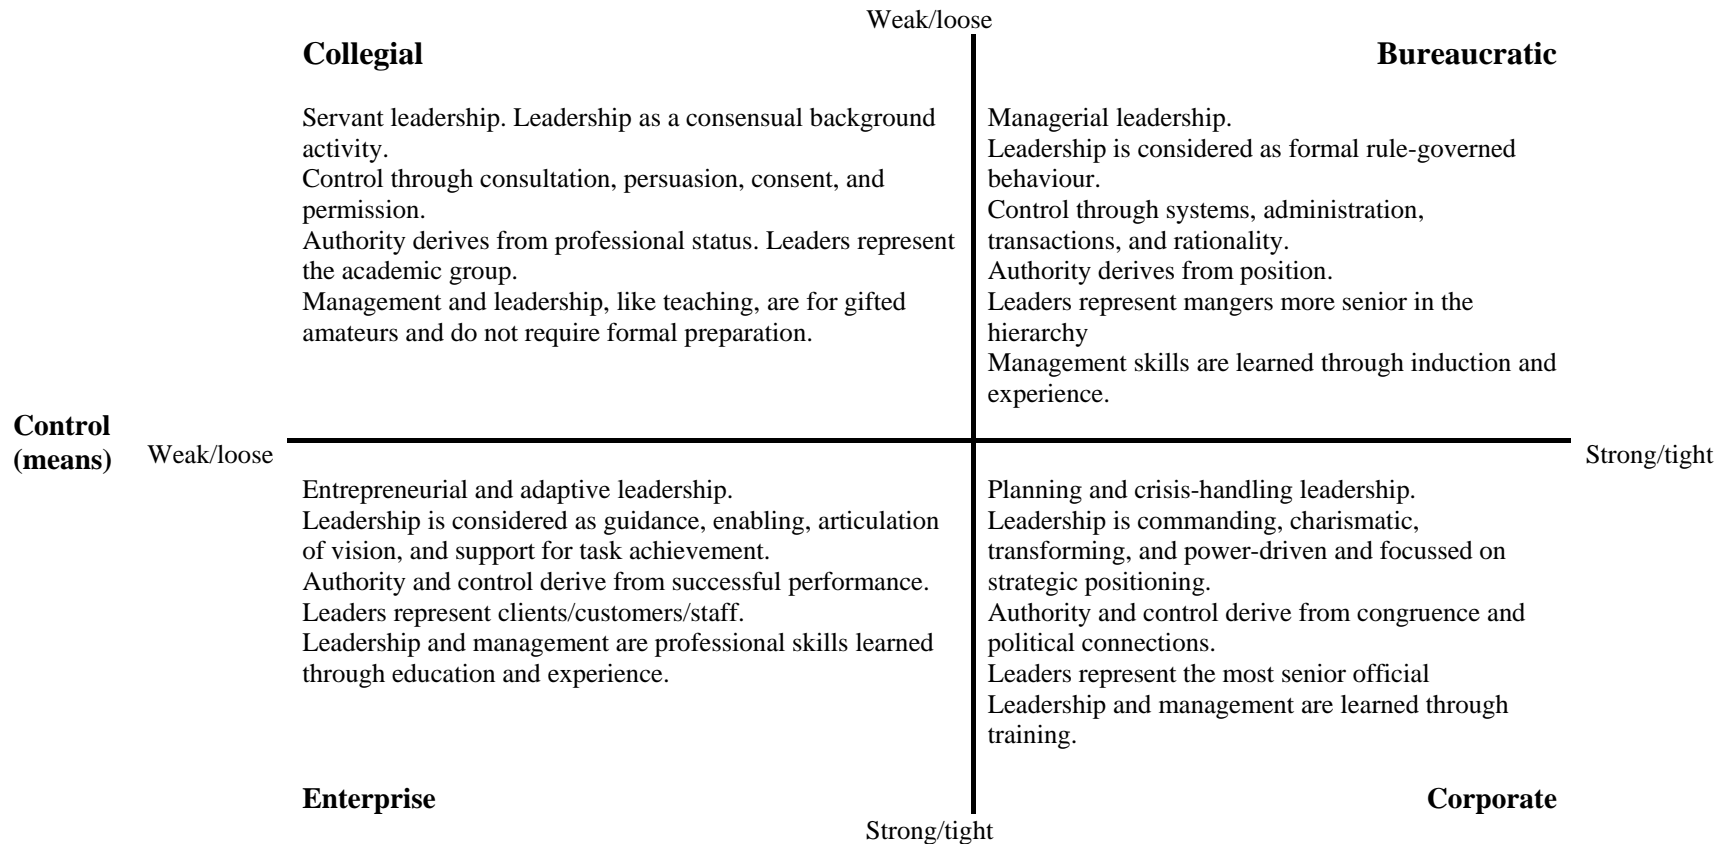 Weak/loose
Collegial
Bureaucratic
Servant leadership. Leadership as a consensual background
activity.
Control through consultation, persuasion, consent, and
permission.
Authority derives from professional status. Leaders represent
the academic group.
Management and leadership, like teaching, are for gifted
amateurs and do not require formal preparation.
Managerial leadership.
Leadership is considered as formal rule-governed
behaviour.
Control through systems, administration,
transactions, and rationality.
Authority derives from position.
Leaders represent mangers more senior in the
hierarchy
Management skills are learned through induction and
experience.
Control
(means)
Weak/loose
Strong/tight
Entrepreneurial and adaptive leadership.
Leadership is considered as guidance, enabling, articulation
of vision, and support for task achievement.
Authority and control derive from successful performance.
Leaders represent clients/customers/staff.
Leadership and management are professional skills learned
through education and experience.
Planning and crisis-handling leadership.
Leadership is commanding, charismatic,
transforming, and power-driven and focussed on
strategic positioning.
Authority and control derive from congruence and
political connections.
Leaders represent the most senior official
Leadership and management are learned through
training.
Enterprise
Corporate
Strong/tight